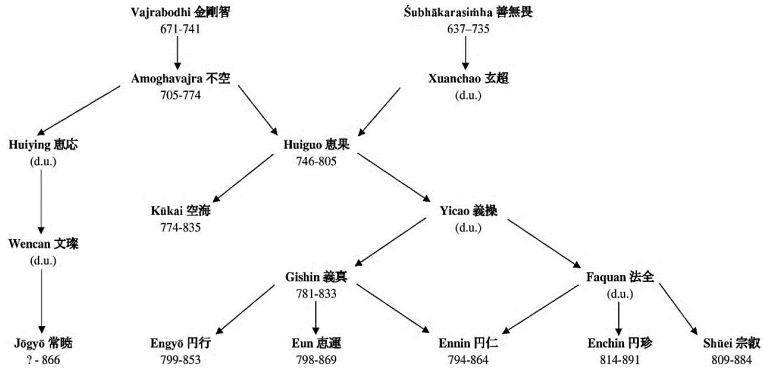 Vajrabodhi 金剛智
671-741
Śubhākarasiṁha 善無畏
637–735
Amoghavajra 不空
705-774
Xuanchao 玄超
(d.u.)
Huiying 恵応
(d.u.)
Huiguo 恵果
746-805
Kūkai 空海
774-835
Yicao 義操
(d.u.)
Wencan 文璨
(d.u.)
Gishin 義真
781-833
Faquan 法全
(d.u.)
Jōgyō 常暁
? - 866
Engyō 円行
799-853
Eun 恵運
798-869
Ennin 円仁
794-864
Enchin 円珍
814-891
Shūei 宗叡
809-884